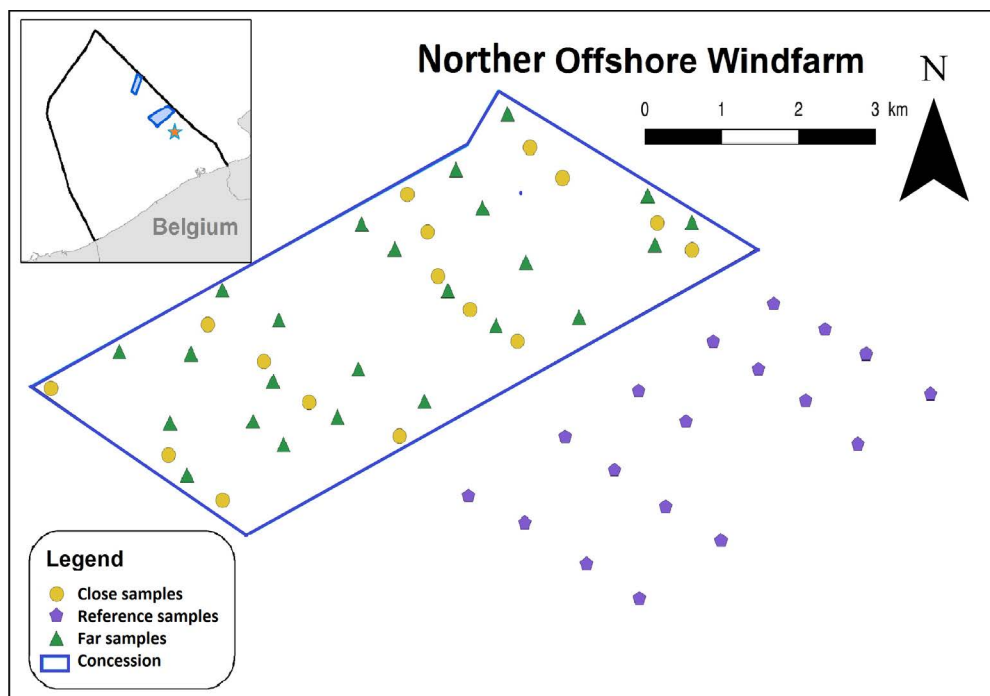 Norther Offshore Windfarm
N
0 1 2 3 km
Belgium
Legend
Close samples
Reference samples
Far samples
Concession